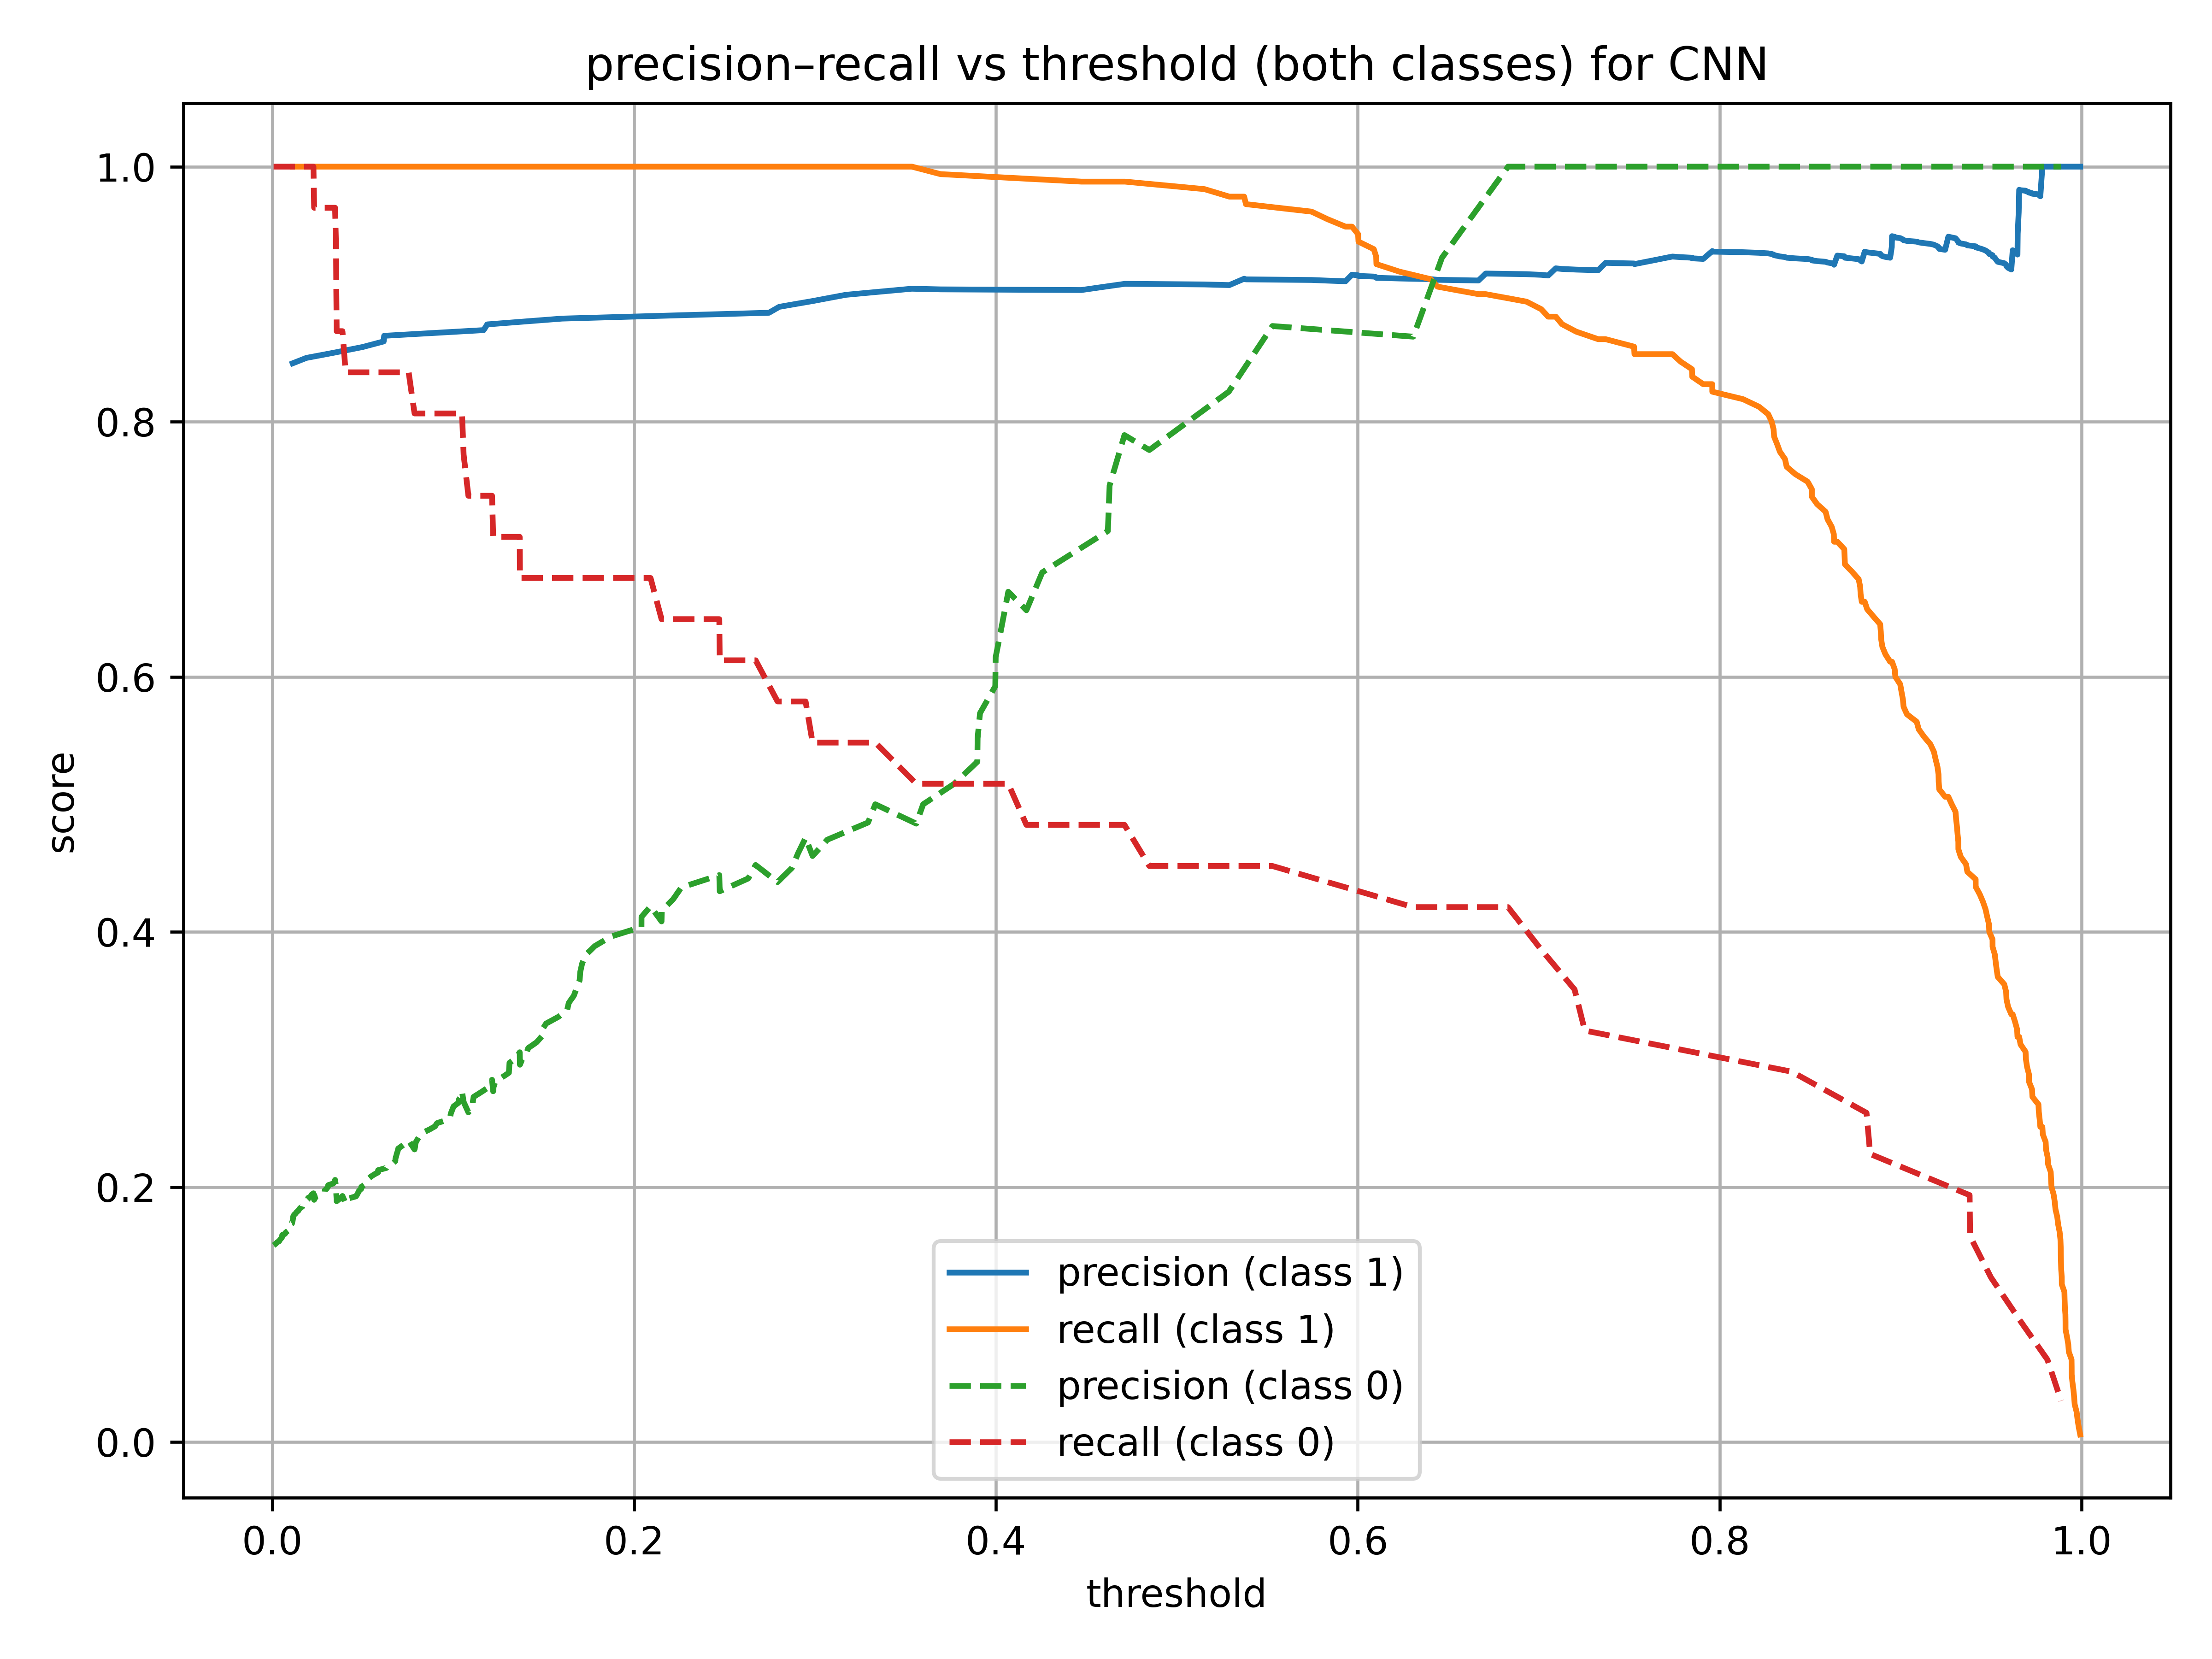 precision–recall vs threshold (both classes) for CNN
1.0
0.8
0.6
0.4
0.2
0.0
score
precision (class 1)
recall (class 1)
precision (class 0)
recall (class 0)
0.0 0.2 0.4 0.6 0.8 1.0
threshold